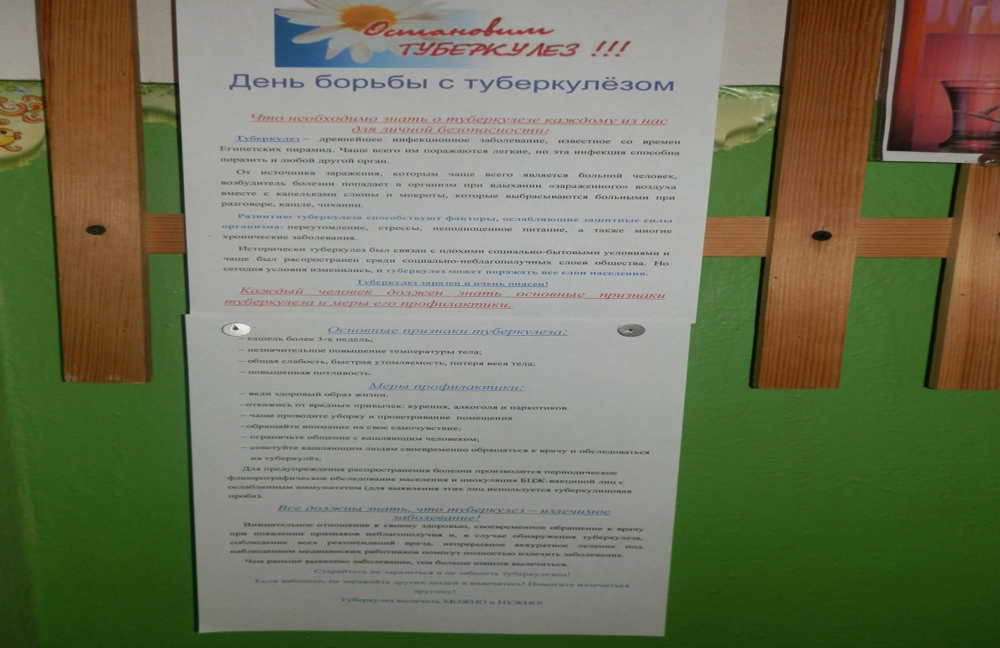 Остановим
ТУБЕРКУЛЕЗ !!!
День борьбы с туберкулёзом
Что необходимо знать о туберкулезе каждому из нас
для личной безопасности:
Туберкулез – древнейшее инфекционное заболевание, известное со времен
Египетских пирамид. Чаще всего им поражаются легкие, но эта инфекция способна
поразить и любой другой орган.
От источника заражения, которым чаще всего является больной человек,
возбудитель болезни попадает в организм при вдыхании «зараженного» воздуха
вместе с капельками слюны и мокроты, которые выбрасываются больными при
разговоре, кашле, чихании.
Развитию туберкулеза способствуют факторы, ослабляющие защитные силы
организма: переутомление, стрессы, неполноценное питание, а также многие
хронические заболевания.
Исторически туберкулез был связан с плохими социально-бытовыми условиями и
чаще был распространен среди социально-неблагополучных слоев общества. Но
сегодня условия изменились, и туберкулез может поражать все слои населения.
Туберкулез заразен и очень опасен!
Каждый человек должен знать основные признаки
туберкулеза и меры его профилактики.
Основные признаки туберкулеза:
– кашель более 3-х недель;
– незначительное повышение температуры тела;
– общая слабость, быстрая утомляемость, потеря веса тела;
– повышенная потливость.
Меры профилактики:
– веди здоровый образ жизни.
–откажись от вредных привычек: курения, алкоголя и наркотиков.
– чаще проводите уборку и проветривание помещения
–обращайте внимание на свое самочувствие;
– ограничьте общение с кашляющим человеком;
– советуйте кашляющим людям своевременно обращаться к врачу и обследоваться
на туберкулёз;
Для предупреждения распространения болезни производится периодическое
флюорографическое обследование населения и инокуляция БЦЖ-вакциной лиц с
ослабленным иммунитетом (для выявления этих лиц используется туберкулиновая
проба).
Все должны знать, что туберкулез – излечимое
заболевание!
Внимательное отношение к своему здоровью, своевременное обращение к врачу
при появлении признаков неблагополучия и, в случае обнаружения туберкулеза,
соблюдение всех рекомендаций врача, непрерывное аккуратное лечение под
наблюдением медицинских работников помогут полностью излечить заболевание.
Чем раньше выявлено заболевание, тем больше шансов вылечиться.
Старайтесь не заразиться и не заболеть туберкулезом!
Если заболели, не заражайте других людей и излечитесь! Помогите излечиться
другому!
Туберкулез вылечить МОЖНО и НУЖНО!